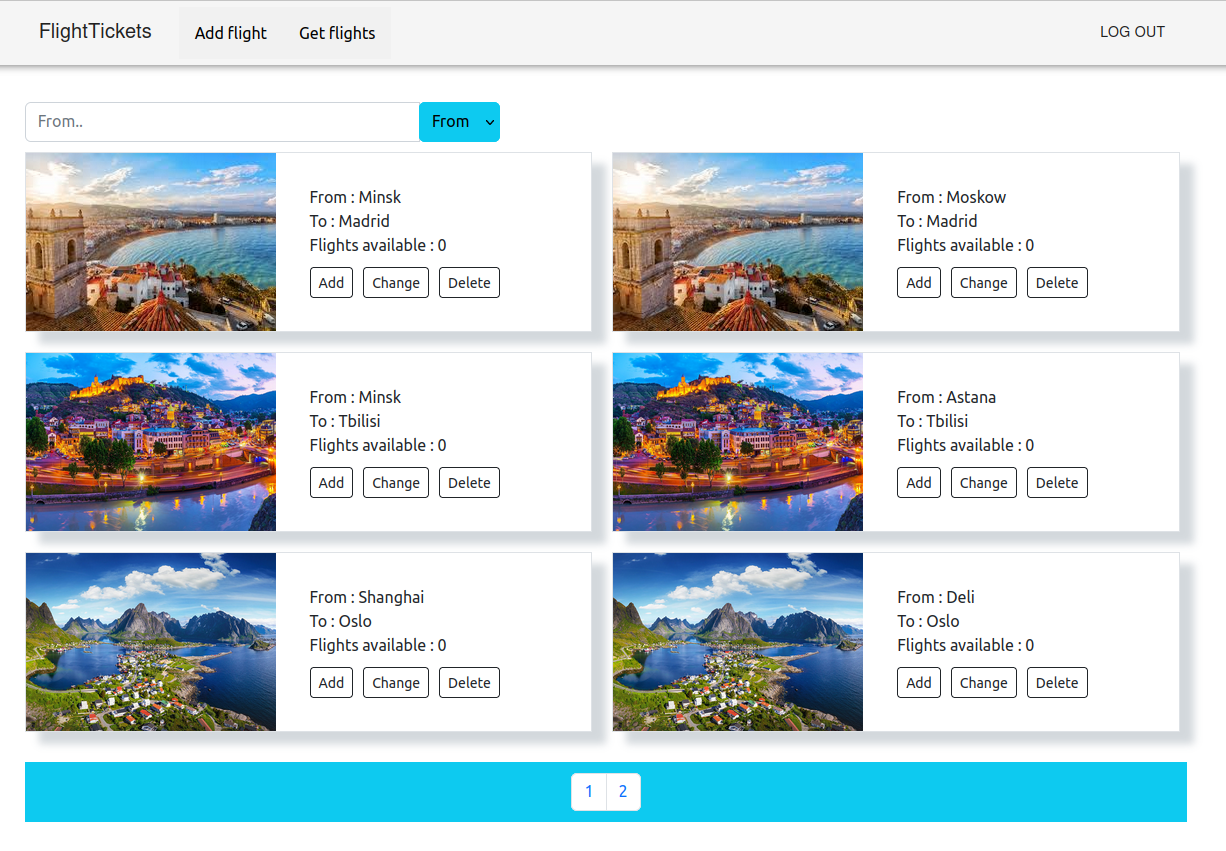 FlightTickets
Add flight
Get flights
LOG OUT
From..
From
From : Minsk
To : Madrid
Flights available : 0
Add
Change
Delete
From : Moskow
To : Madrid
Flights available : 0
Add
Change
Delete
From : Minsk
To : Tbilisi
Flights available : 0
Add
Change
Delete
From : Astana
To : Tbilisi
Flights available : 0
Add
Change
Delete
From : Shanghai
To : Oslo
Flights available : 0
Add
Change
Delete
From : Deli
To : Oslo
Flights available : 0
Add
Change
Delete
1
2